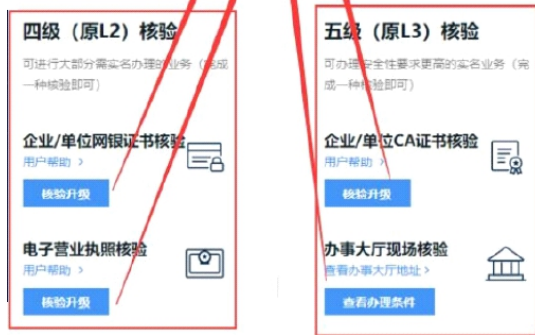 四级（原L2）核验
可进行大部分需实名办理的业务（完成
一种核验即可）
企业/单位网银证书核验
用户帮助 >
核验升级
电子营业执照核验
用户帮助 >
核验升级
五级（原L3）核验
可办理安全性要求更高的实名业务（完
成一种核验即可）
企业/单位CA证书核验
用户帮助 >
核验升级
办事大厅现场核验
查看办事大厅地址 >
查看办理条件